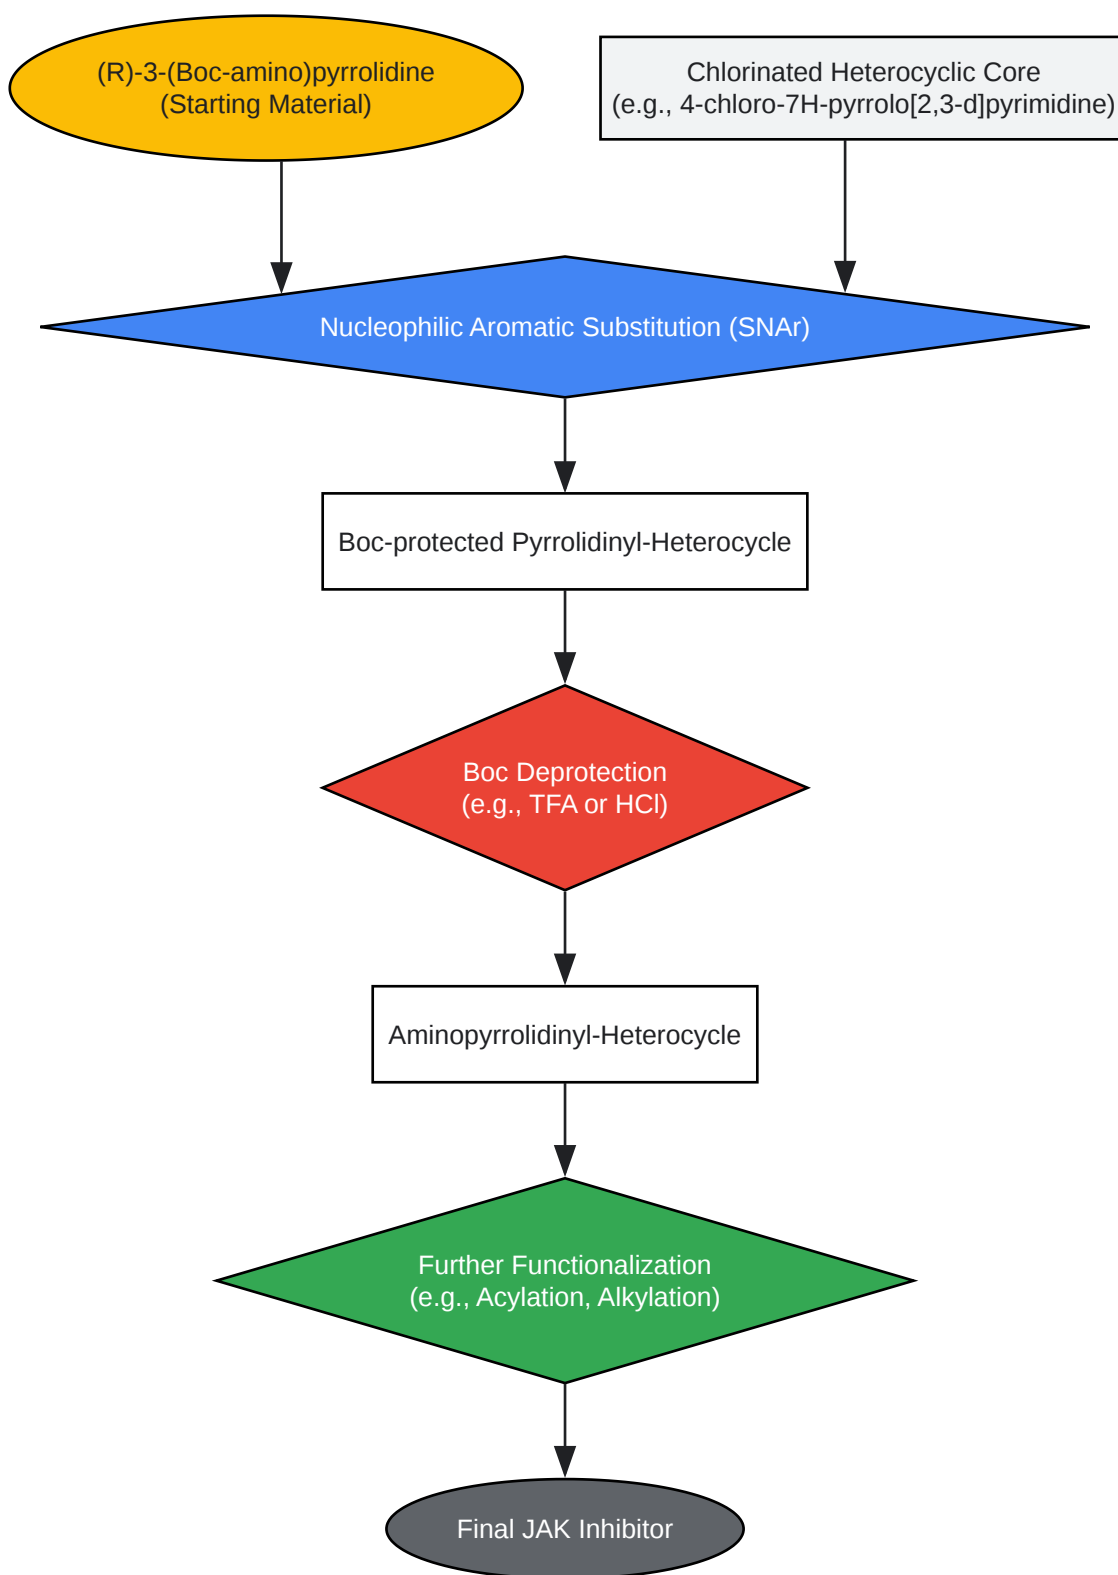 (R)-3-(Boc-amino)pyrrolidine
(Starting Material)
Chlorinated Heterocyclic Core
(e.g., 4-chloro-7H-pyrrolo[2,3-d]pyrimidine)
Nucleophilic Aromatic Substitution (SNAr)
Boc-protected Pyrrolidinyl-Heterocycle
Boc Deprotection
(e.g., TFA or HCl)
Aminopyrrolidinyl-Heterocycle
Further Functionalization
(e.g., Acylation, Alkylation)
Final JAK Inhibitor